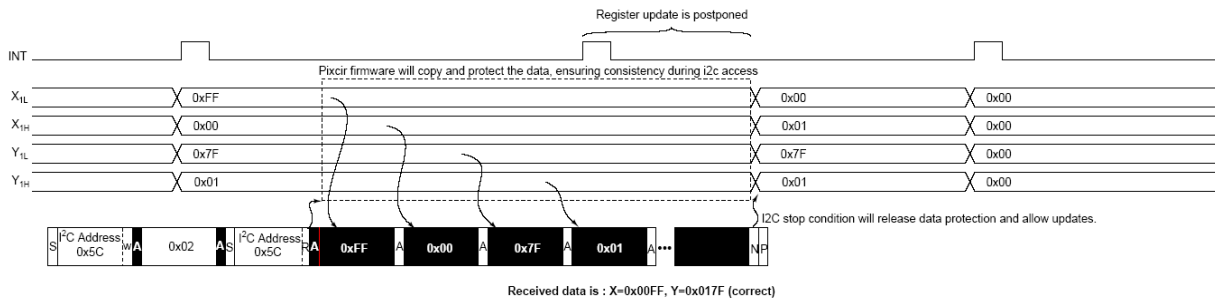 Register update is postponed
INT
Pixcir firmware will copy and protect the data, ensuring consistency during i2c access
X1L 0xFF 0x00 0x00
X1H 0x00 0x01 0x00
Y1L 0x7F 0x7F 0x00
Y1H 0x01 0x01 0x00
I2C stop condition will release data protection and allow updates.
S I²C Address 0x5C w A 0x02 A S I²C Address 0x5C R A 0xFF A 0x00 A 0x7F A 0x01 A ••• N P
Received data is : X=0x00FF, Y=0x017F (correct)